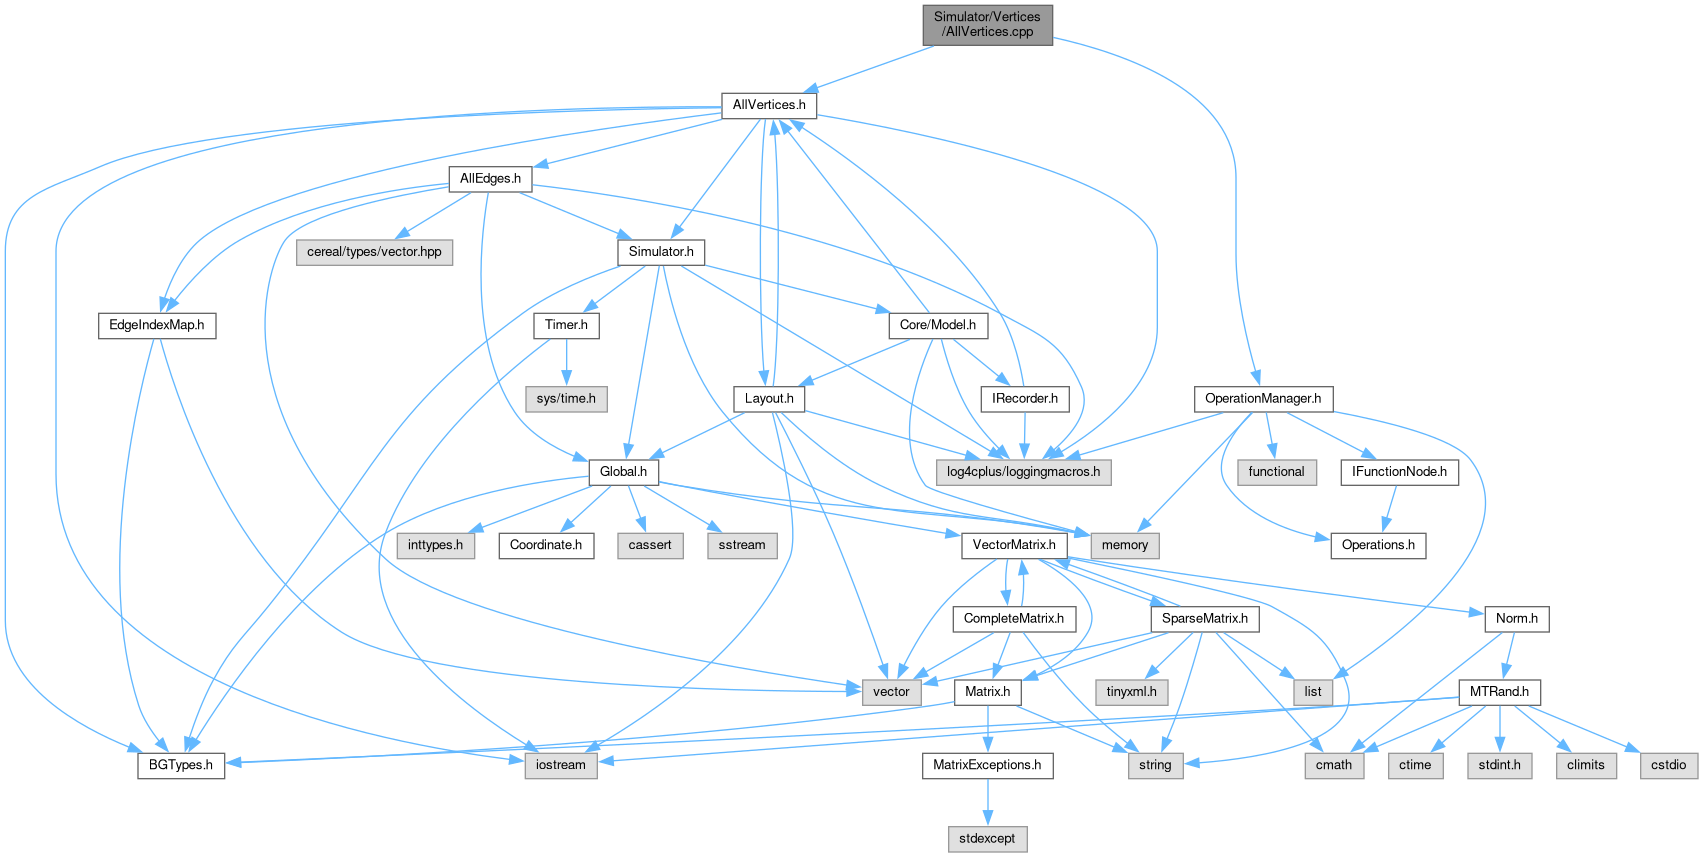 Simulator/Vertices
/AllVertices.cpp
AllVertices.h
AllEdges.h
cereal/types/vector.hpp
Simulator.h
EdgeIndexMap.h
Timer.h
Core/Model.h
sys/time.h
Layout.h
IRecorder.h
OperationManager.h
Global.h
log4cplus/loggingmacros.h
functional
IFunctionNode.h
inttypes.h
Coordinate.h
cassert
sstream
VectorMatrix.h
memory
Operations.h
CompleteMatrix.h
SparseMatrix.h
Norm.h
vector
Matrix.h
tinyxml.h
list
MTRand.h
BGTypes.h
iostream
MatrixExceptions.h
string
cmath
ctime
stdint.h
climits
cstdio
stdexcept